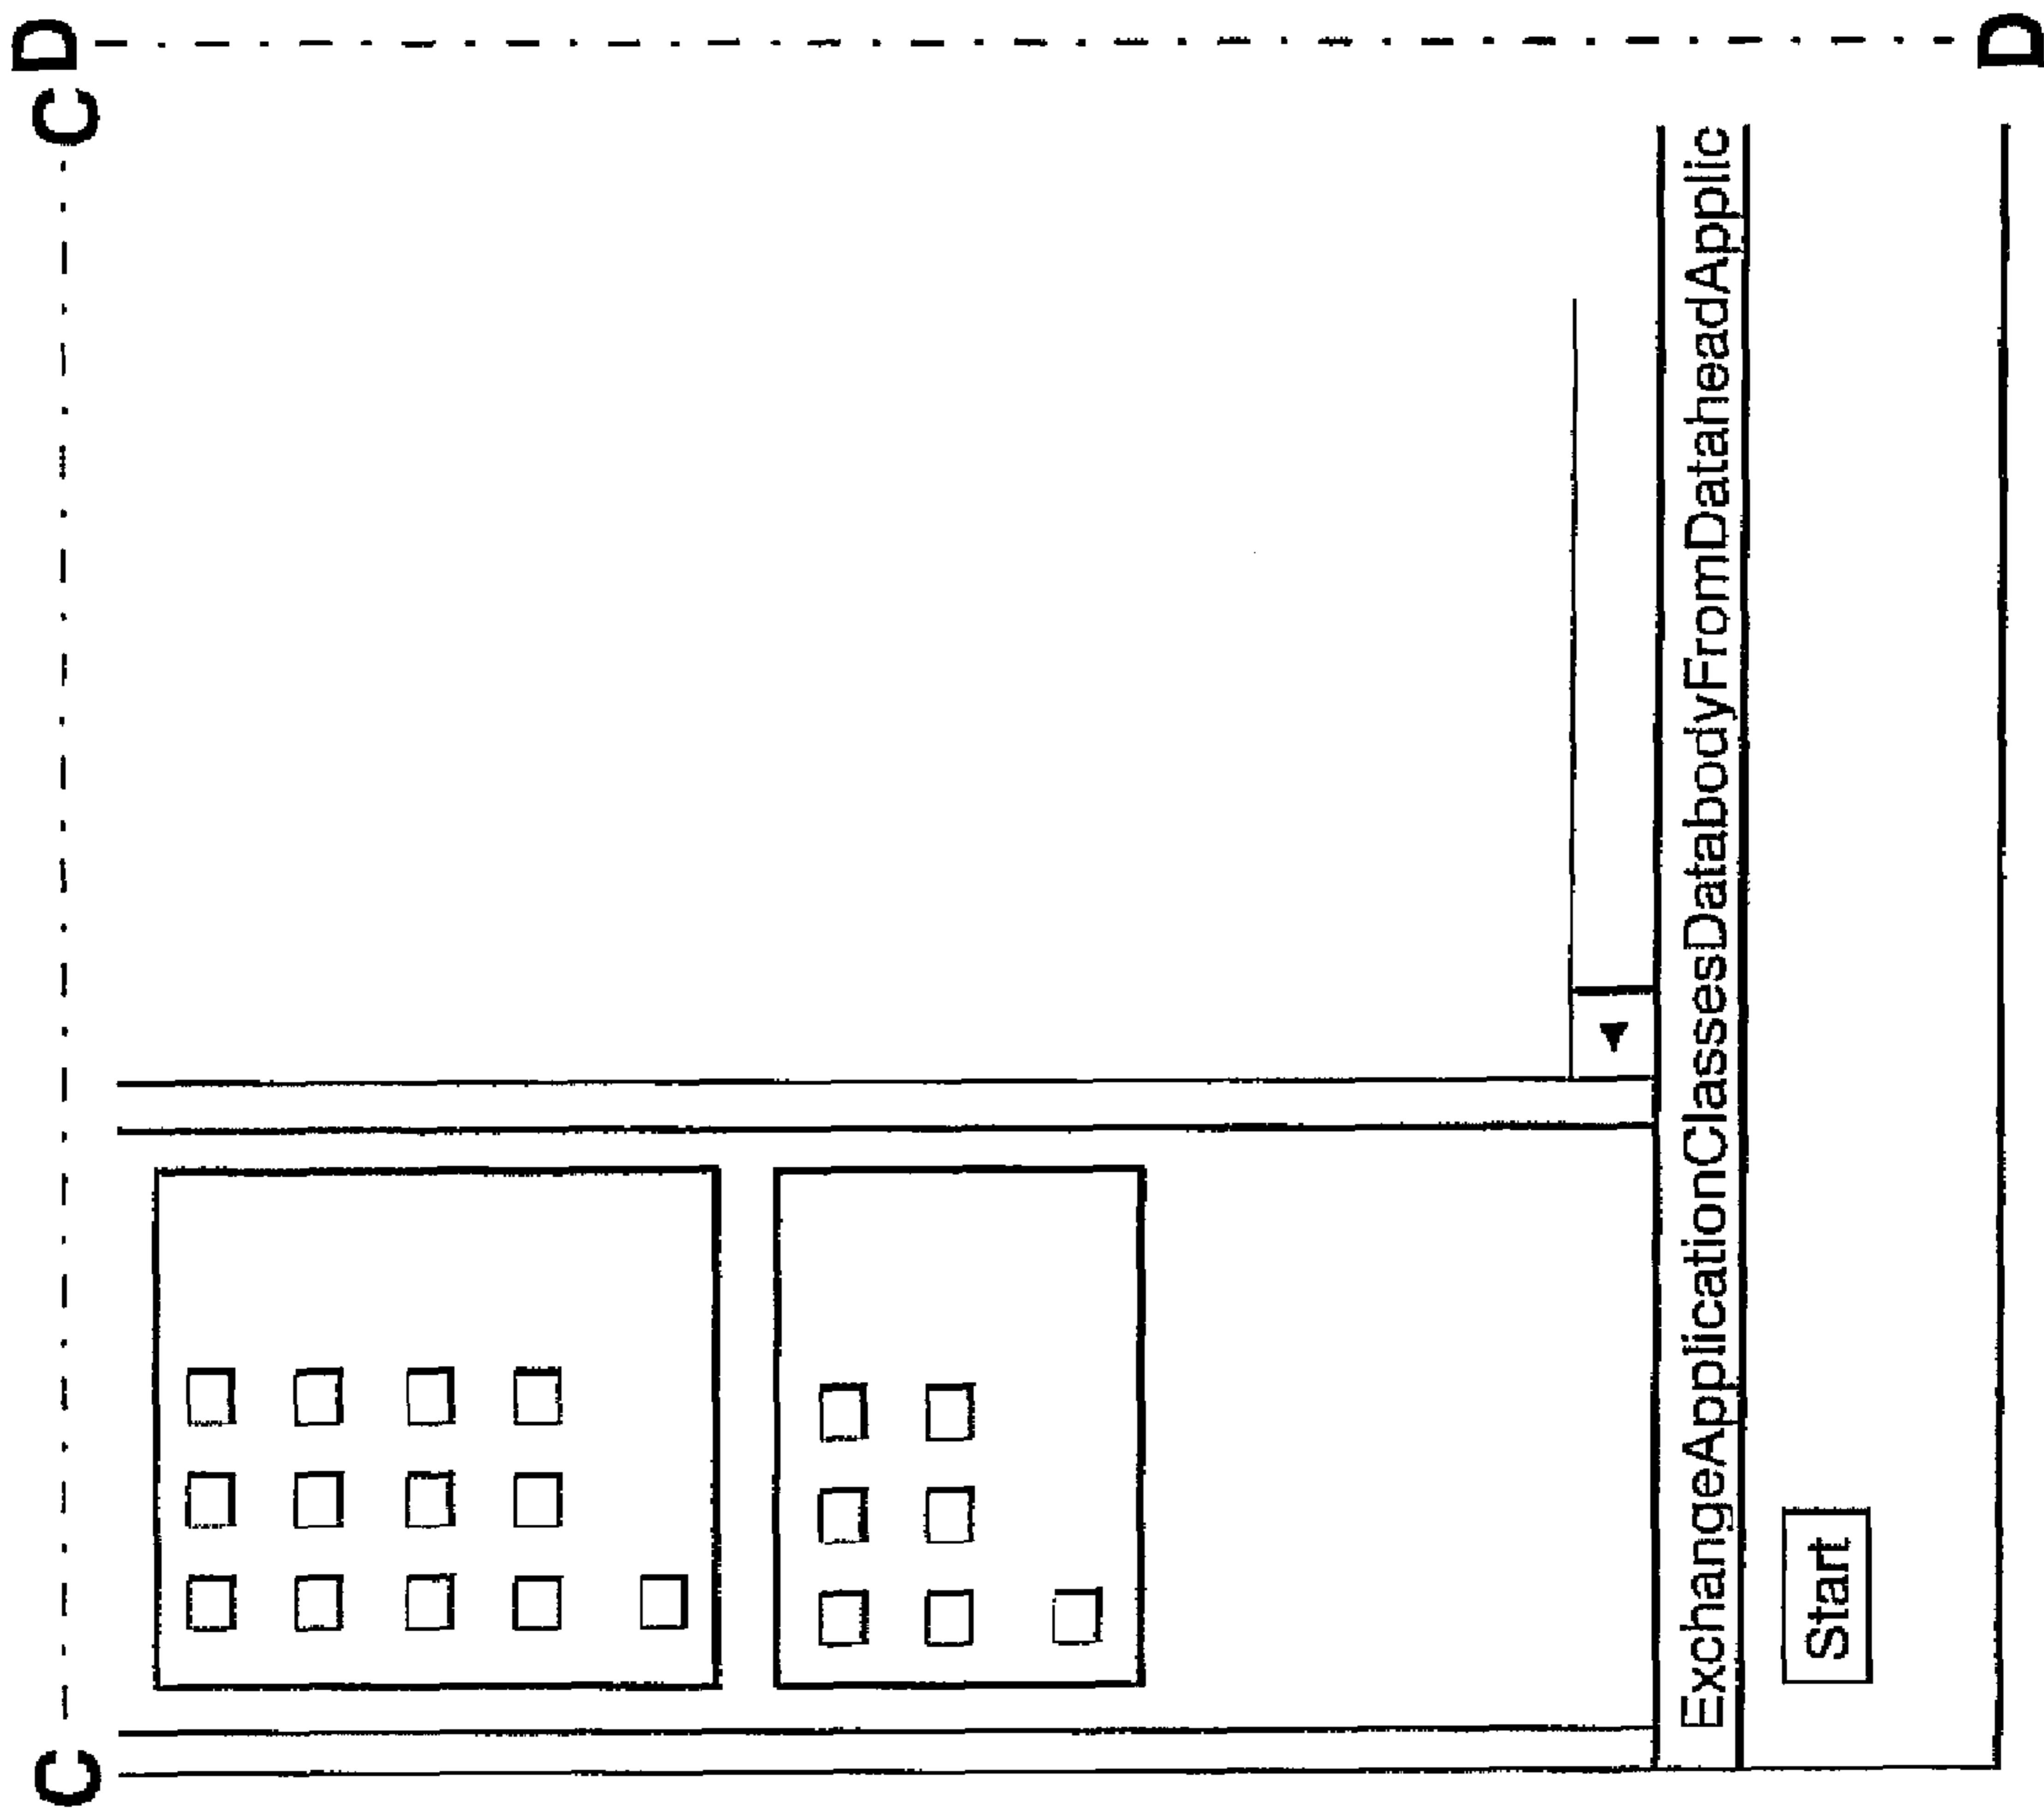 C C
D D
ExchangeApplicationClassesDatabodyFromDataheadApplic
Start